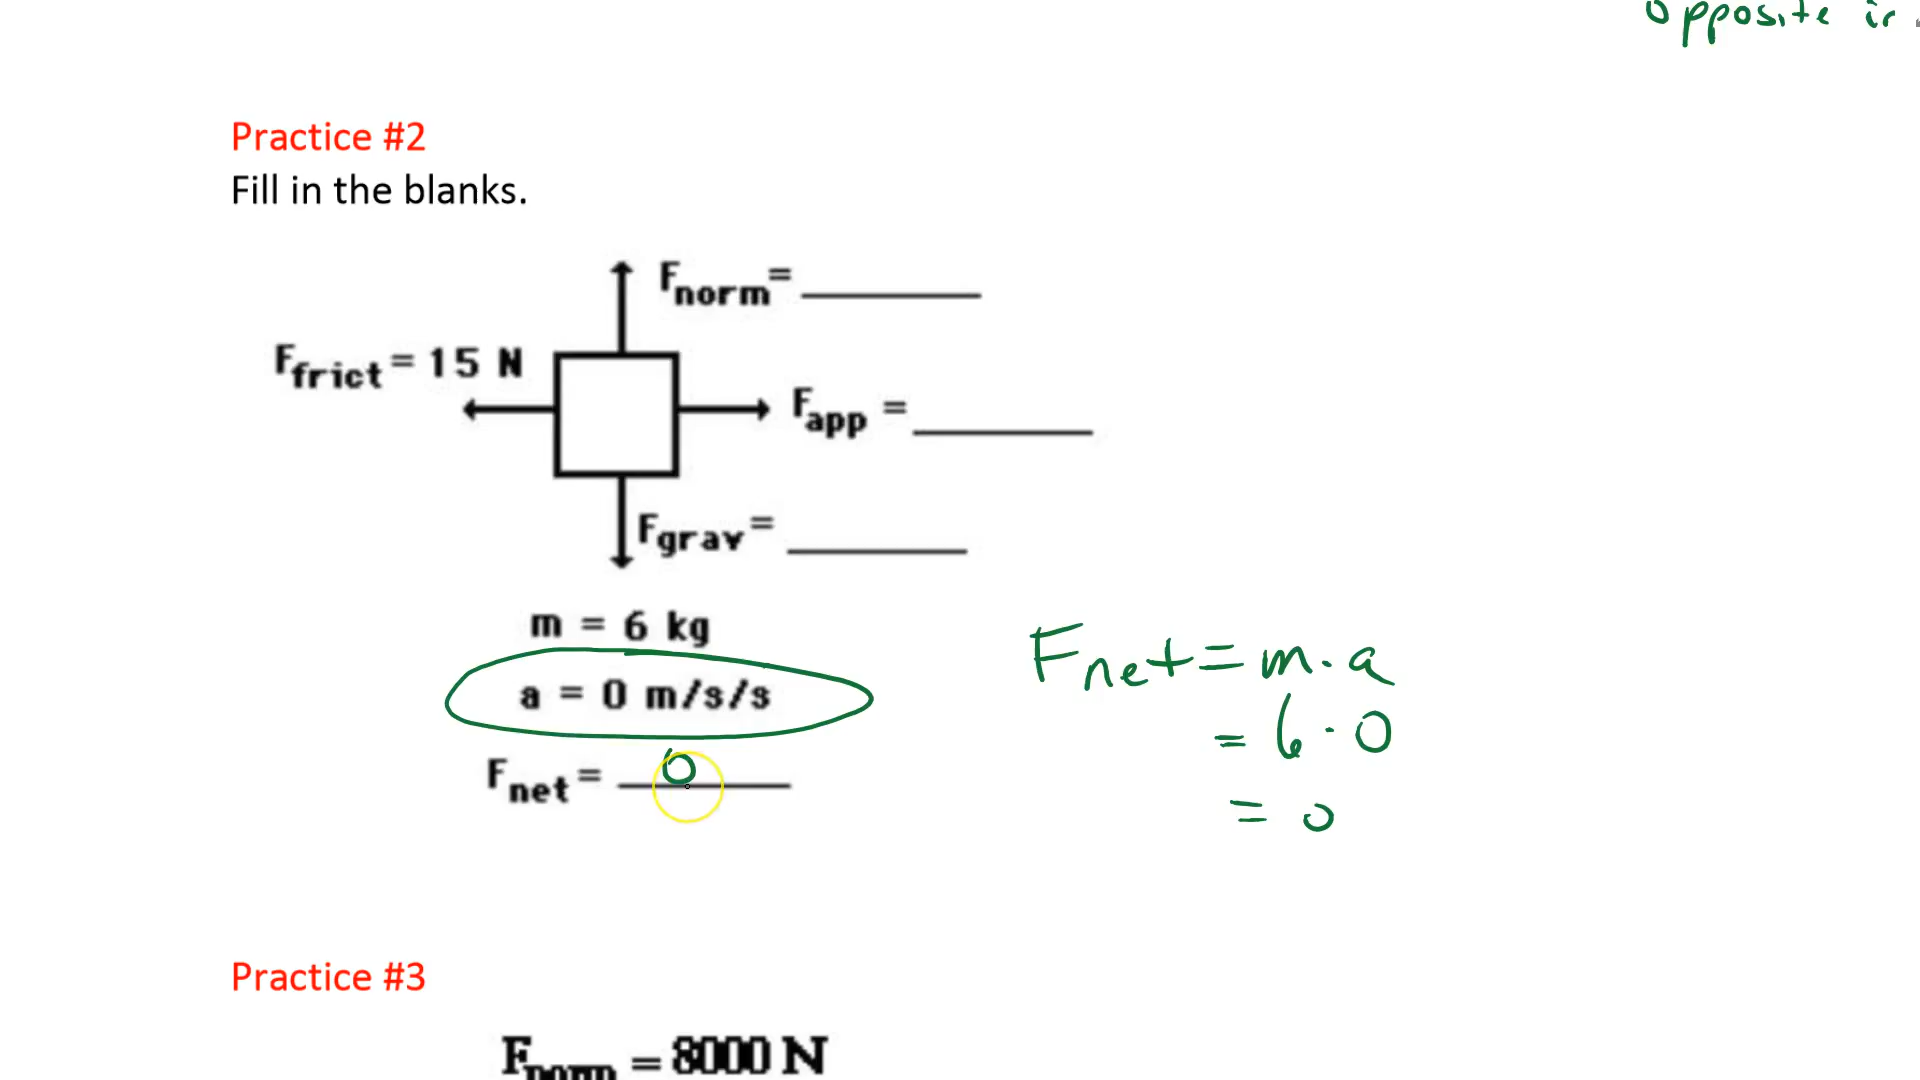 opposite ir
Practice #2
Fill in the blanks.
Fnorm=
Ffrict = 15 N
Fapp =
Fgrav=
m = 6 kg
a = 0 m/s/s
Fnet = 0
Fnet = m · a
= 6 · 0
= 0
Practice #3
Fnorm = 8000 N